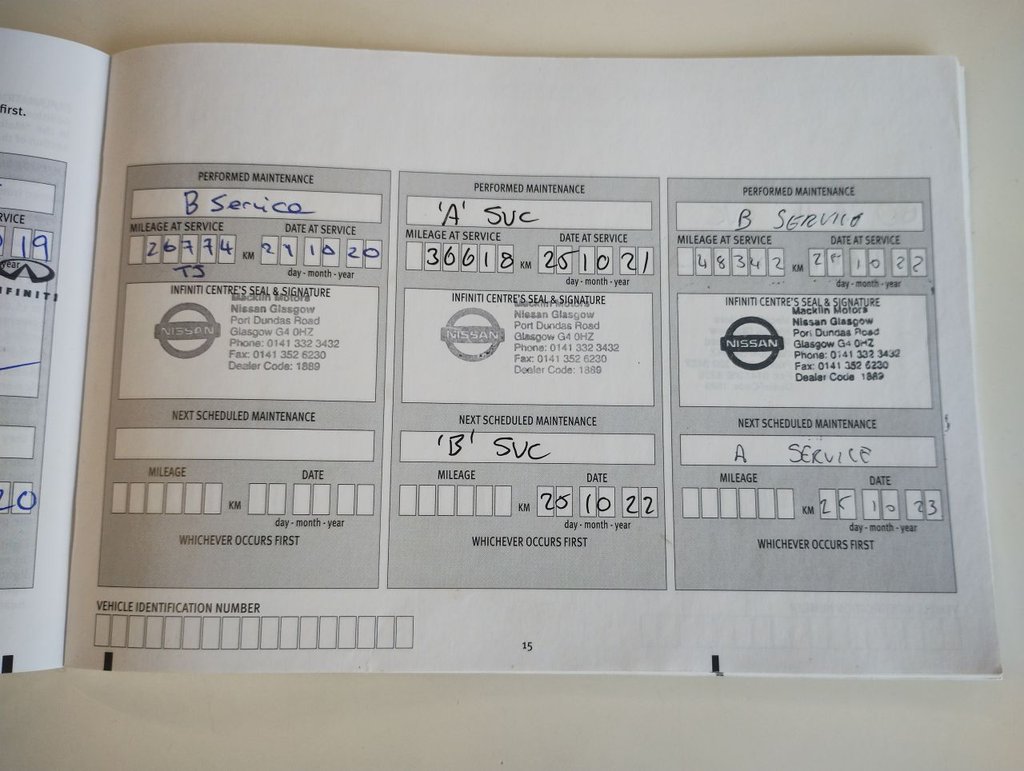 first.
RVICE
19
year
INFINITI
20
PERFORMED MAINTENANCE
B Service
MILEAGE AT SERVICE
DATE AT SERVICE
26774 KM
TS
day - month - year
INFINITI CENTRE'S SEAL & SIGNATURE
Macklin Motors
Nissan Glasgow
Port Dundas Road
Glasgow G4 0HZ
Phone: 0141 332 3432
Fax: 0141 352 6230
Dealer Code: 1889
NISSAN
NEXT SCHEDULED MAINTENANCE
MILEAGE
DATE
KM
day - month - year
WHICHEVER OCCURS FIRST
PERFORMED MAINTENANCE
'A' SVC
MILEAGE AT SERVICE
DATE AT SERVICE
36618 KM 25 10 21
day - month - year
INFINITI CENTRE'S SEAL & SIGNATURE
Macklin Motors
Nissan Glasgow
Port Dundas Road
Glasgow G4 0HZ
Phone: 0141 332 3432
Fax: 0141 352 6230
Dealer Code: 1889
NISSAN
NEXT SCHEDULED MAINTENANCE
'B' SVC
MILEAGE
DATE
KM 25 10 22
day - month - year
WHICHEVER OCCURS FIRST
PERFORMED MAINTENANCE
B SERVICE
MILEAGE AT SERVICE
DATE AT SERVICE
48342 KM 25 10 22
day - month - year
INFINITI CENTRE'S SEAL & SIGNATURE
Macklin Motors
Nissan Glasgow
Port Dundas Road
Glasgow G4 0HZ
Phone: 0141 332 3432
Fax: 0141 352 6230
Dealer Code: 1889
NISSAN
NEXT SCHEDULED MAINTENANCE
A SERVICE
MILEAGE
DATE
KM 25 10 23
day - month - year
WHICHEVER OCCURS FIRST
VEHICLE IDENTIFICATION NUMBER
15